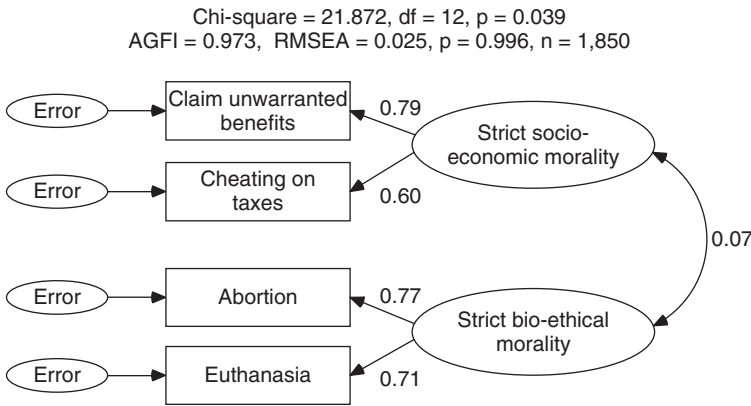 Chi-square = 21.872, df = 12, p = 0.039
AGFI = 0.973, RMSEA = 0.025, p = 0.996, n = 1,850
Error
Claim unwarranted
benefits
0.79
Strict socio-
economic morality
Error
Cheating on
taxes
0.60
0.07
Error
Abortion
0.77
Strict bio-ethical
morality
Error
Euthanasia
0.71